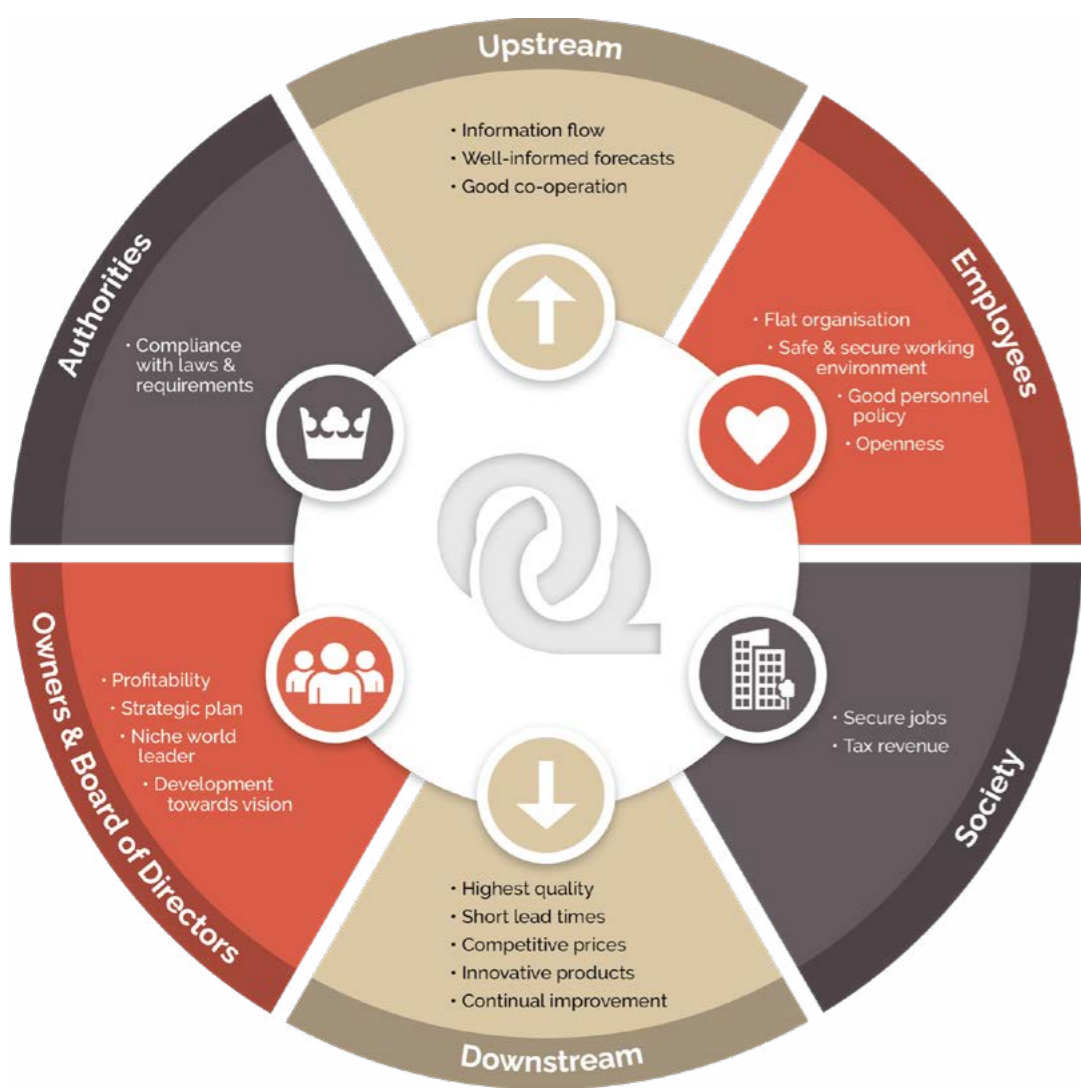 Upstream
• Information flow
• Well-informed forecasts
• Good co-operation
Employees
• Flat organisation
• Safe & secure working
environment
• Good personnel
policy
• Openness
Society
• Secure jobs
• Tax revenue
Downstream
• Highest quality
• Short lead times
• Competitive prices
• Innovative products
• Continual improvement
Owners & Board of Directors
• Profitability
• Strategic plan
• Niche world
leader
• Development
towards vision
Authorities
• Compliance
with laws &
requirements